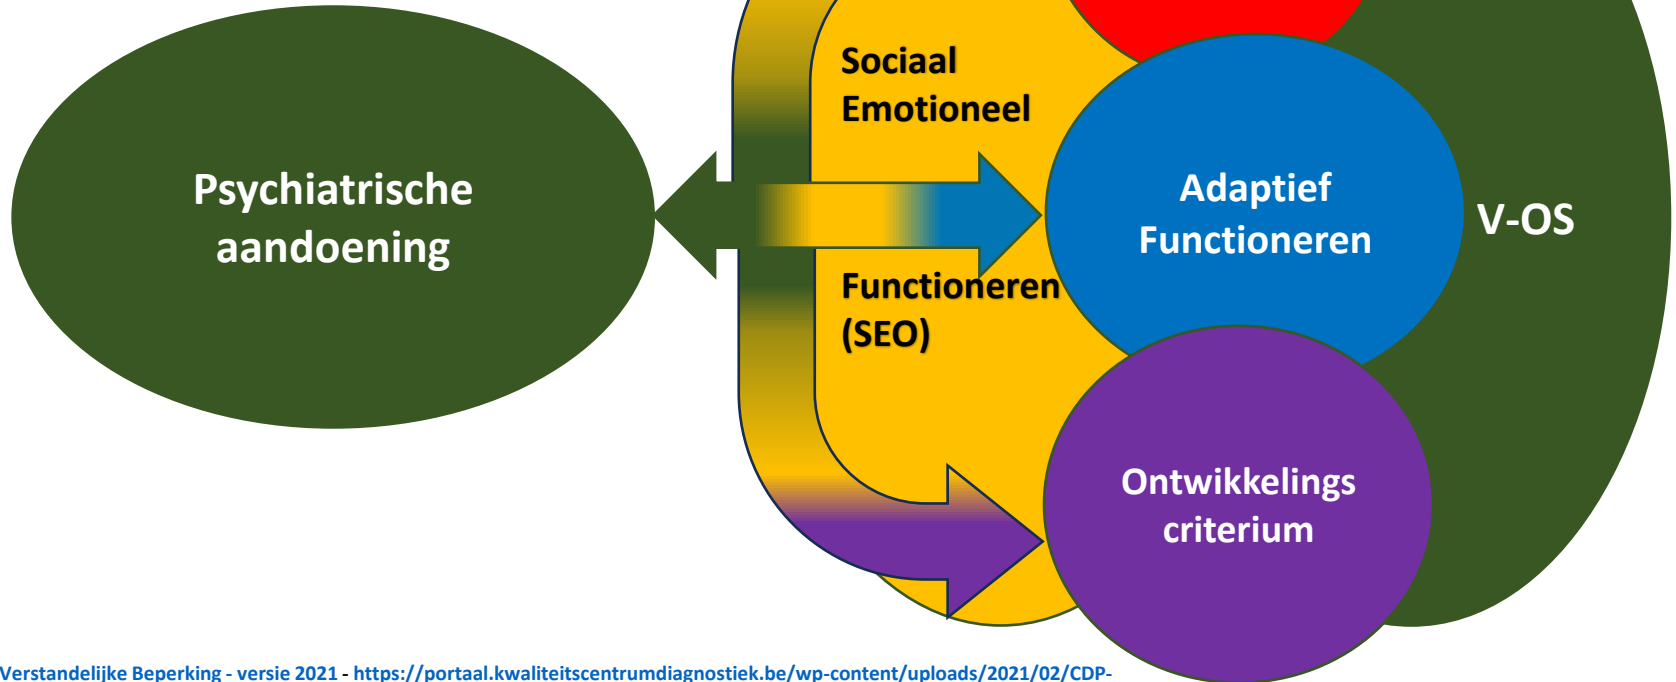 Psychiatrische
aandoening
Sociaal
Emotioneel
Functioneren
(SEO)
Adaptief
Functioneren
V-OS
Ontwikkelings
criterium
Verstandelijke Beperking - versie 2021 - https://portaal.kwaliteitscentrumdiagnostiek.be/wp-content/uploads/2021/02/CDP-